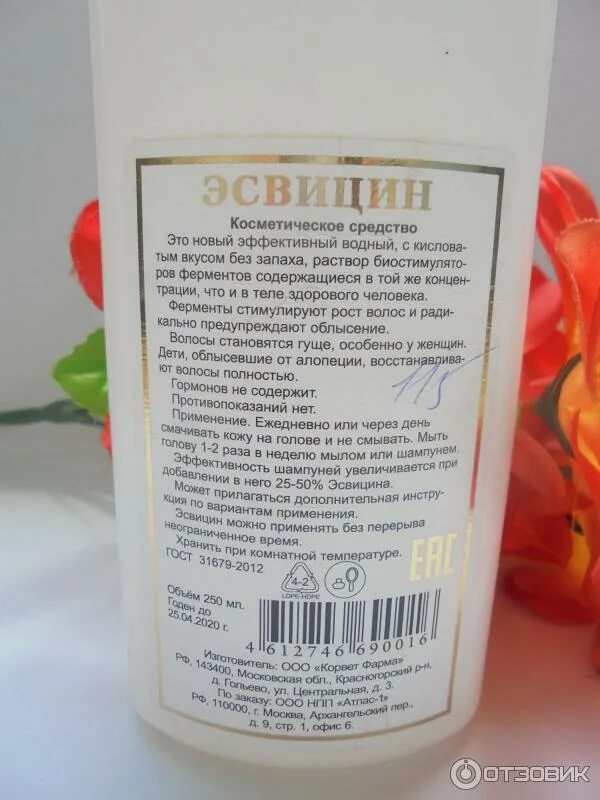 ЭСВИЦИН
Косметическое средство
Это новый эффективный водный, с кислова-
тым вкусом без запаха, раствор биостимулято-
ров ферментов содержащиеся в той же концен-
трации, что и в теле здорового человека.
Ферменты стимулируют рост волос и ради-
кально предупреждают облысение.
Волосы становятся гуще, особенно у женщин.
Дети, облысевшие от алопеции, восстанавлива-
ют волосы полностью.
115
Гормонов не содержит.
Противопоказаний нет.
Применение. Ежедневно или через день
смачивать кожу на голове и не смывать. Мыть
голову 1-2 раза в неделю мылом или шампунем.
Эффективность шампуней увеличивается при
добавлении в него 25-50% Эсвицина.
Может прилагаться дополнительная инстру-
кция по вариантам применения.
Эсвицин можно применять без перерыва
неограниченное время.
Хранить при комнатной температуре.
ГОСТ 31679-2012
EAC
4-2
LDPE-HDPE
Объём 250 мл.
Годен до
25.04.2020 г.
4 612746 690016
Изготовитель: ООО «Корвет Фарма»
РФ, 143400, Московская обл., Красногорский р-н,
д. Гольево, ул. Центральная, д. 3.
По заказу: ООО НПП «Атлас-1»
РФ, 110000, г. Москва, Архангельский пер.,
д. 9, стр. 1, офис 6.
ОТЗОВИК